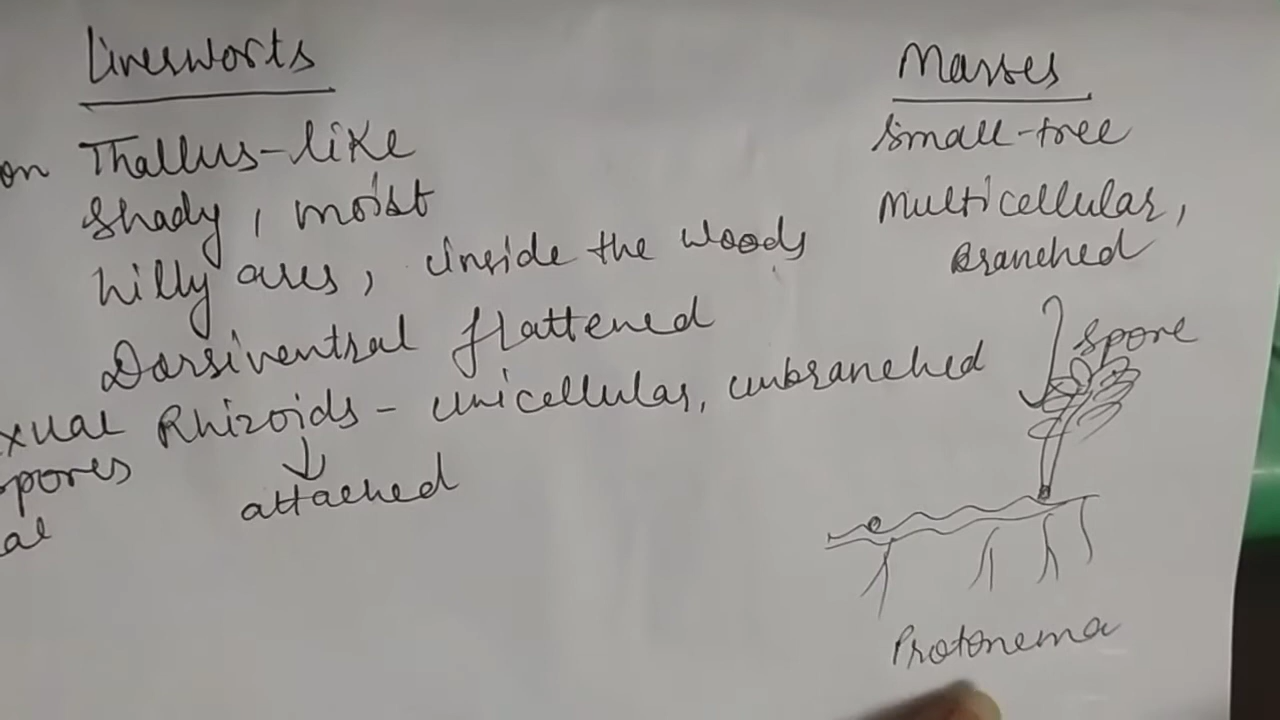 Liverworts
Masses
on Thallus-like
Small-tree
Shady, moist
Multicellular,
hilly ares, inside the woods
Branched
Dorsiventral flattened
Spore
xual Rhizoids - unicellular, unbranched
pores
attached
al
Protonema